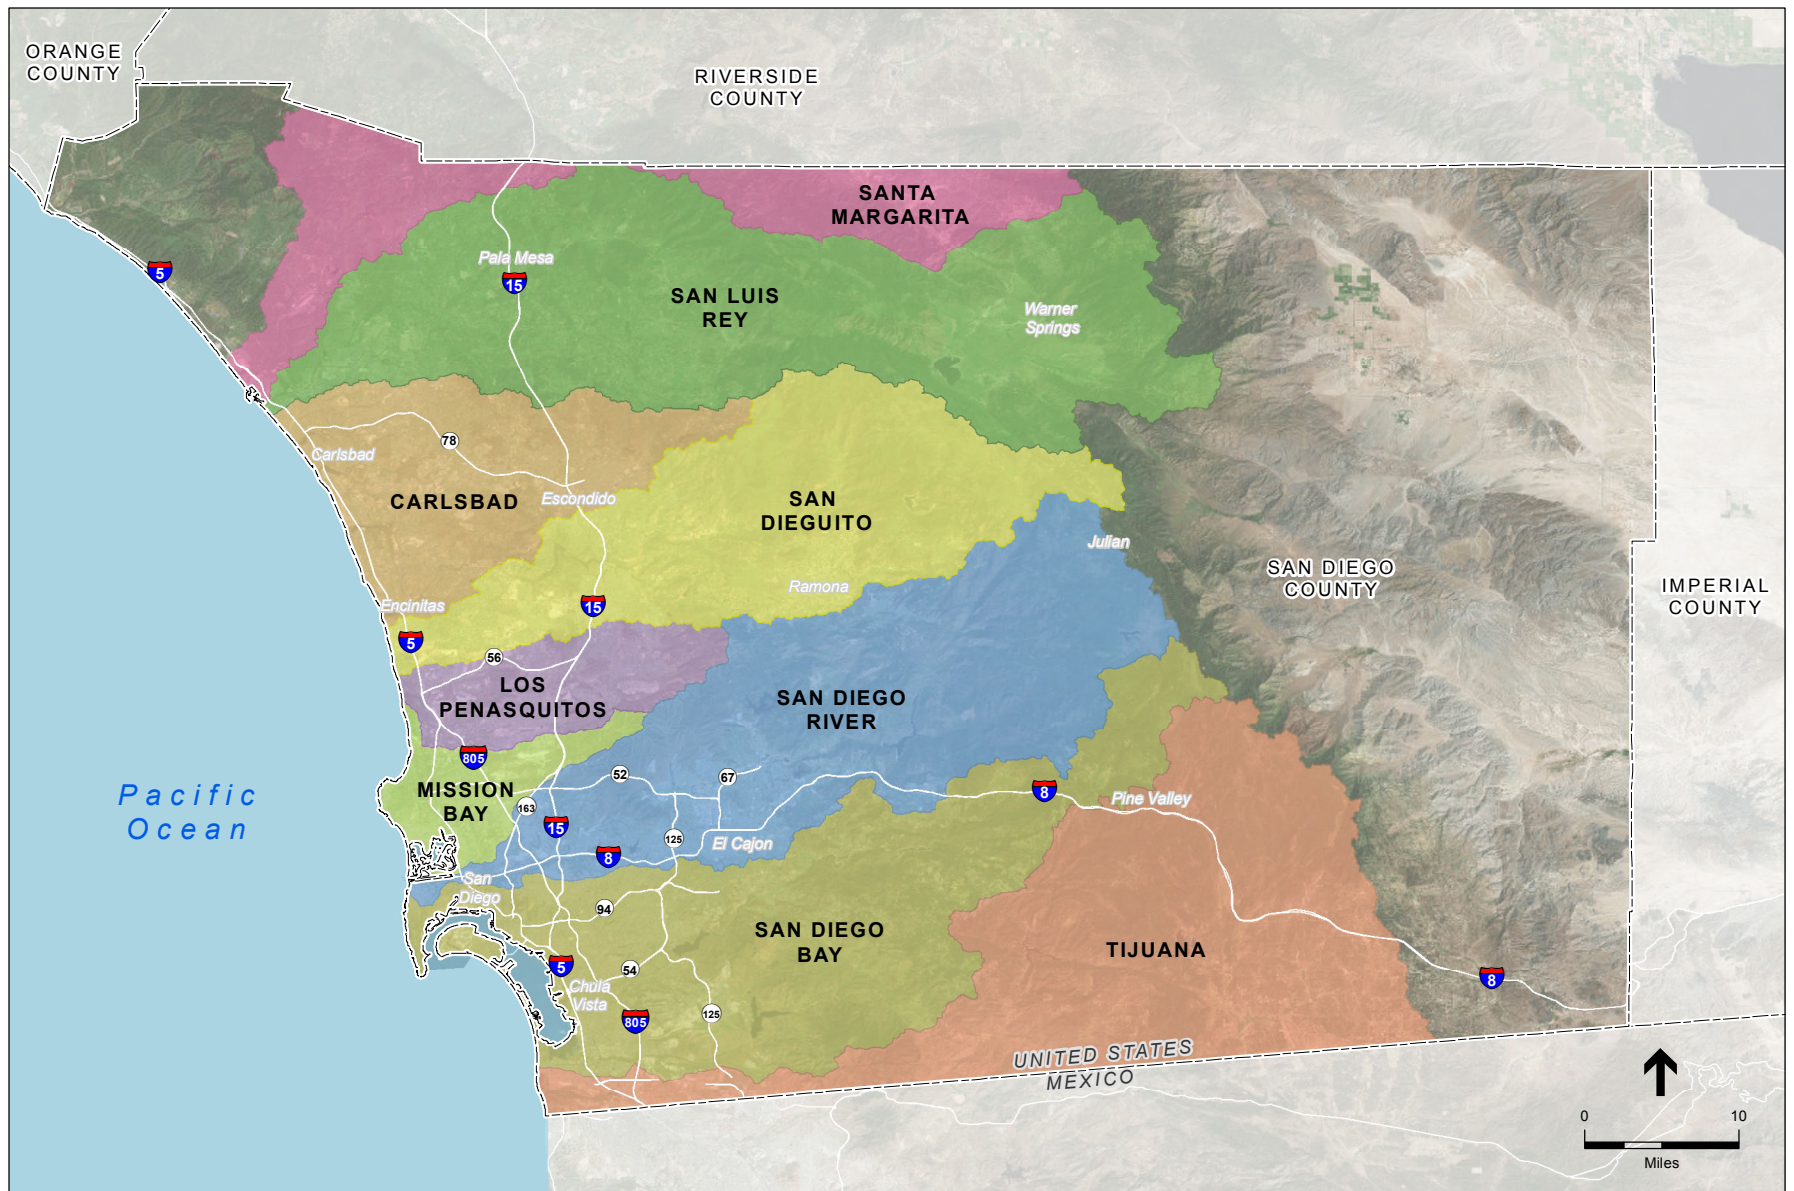 ORANGE
COUNTY
RIVERSIDE
COUNTY
SANTA
MARGARITA
5
Pala Mesa
15
SAN LUIS
REY
Warner
Springs
78
Carlsbad
CARLSBAD
Escondido
SAN
DIEGUITO
Julian
SAN DIEGO
COUNTY
IMPERIAL
COUNTY
Ramona
Encinitas
15
5
56
LOS
PENASQUITOS
SAN DIEGO
RIVER
805
52
67
MISSION
BAY
163
15
8
Pine Valley
Pacific
Ocean
125
El Cajon
8
San
Diego
94
SAN DIEGO
BAY
TIJUANA
5
54
8
Chula
Vista
805
125
UNITED STATES
MEXICO
0
10
Miles